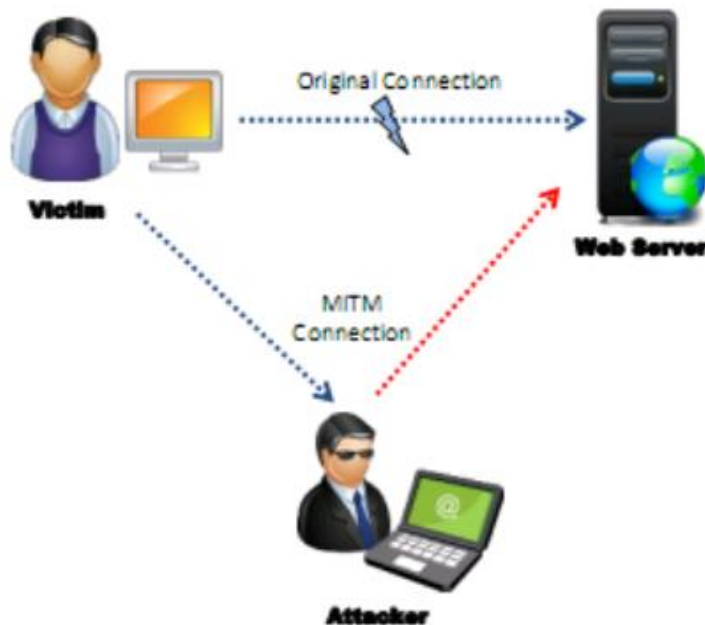 Original Connection
Victim
Web Server
MITM
Connection
@
Attacker